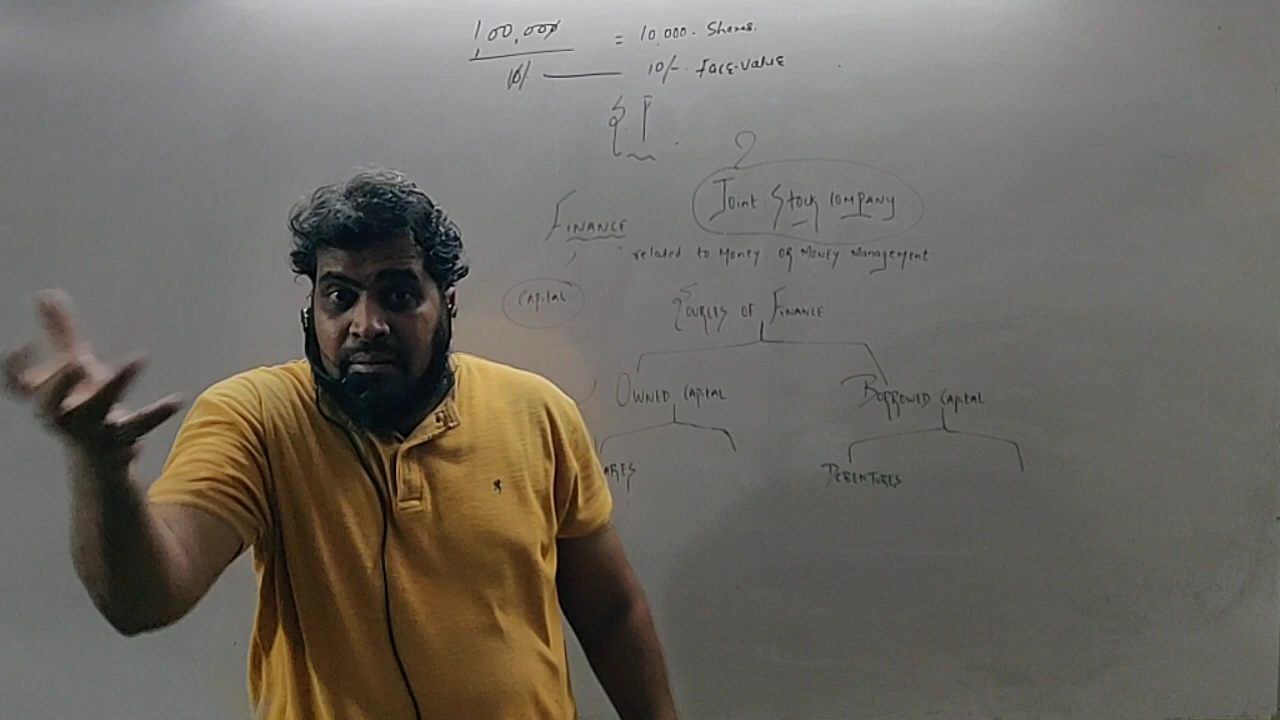 100,000 = 10,000. Shares.
10/- 10/-. face-value
Joint Stock Company
Finance
related to Money OR Money Management
Capital
Sources of Finance
Owned Capital Borrowed Capital
ARES Debentures